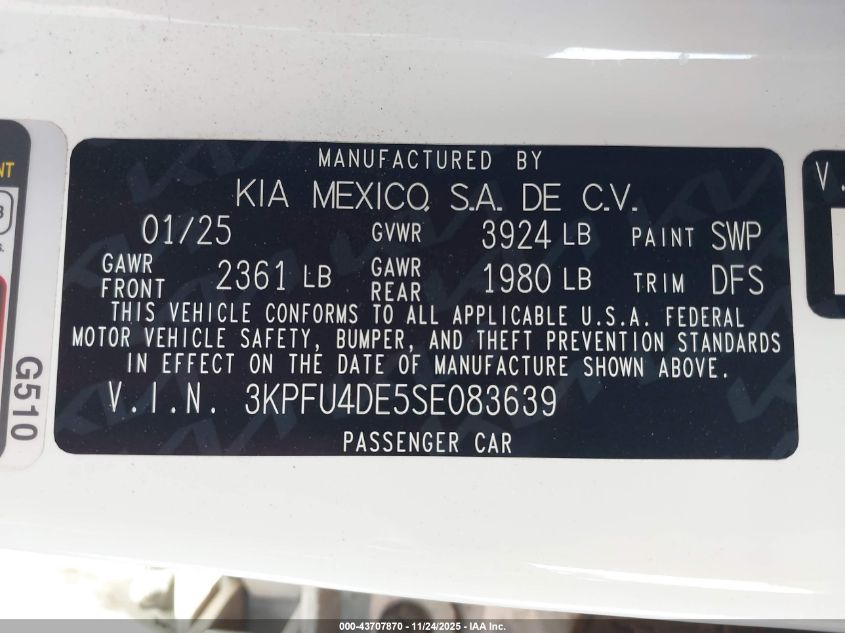 MANUFACTURED BY
KIA MEXICO, S.A. DE C.V.
01/25 GVWR 3924 LB PAINT SWP
GAWR FRONT 2361 LB GAWR REAR 1980 LB TRIM DFS
THIS VEHICLE CONFORMS TO ALL APPLICABLE U.S.A. FEDERAL
MOTOR VEHICLE SAFETY, BUMPER, AND THEFT PREVENTION STANDARDS
IN EFFECT ON THE DATE OF MANUFACTURE SHOWN ABOVE.
V.I.N. 3KPFU4DE5SE083639
PASSENGER CAR
G510
V.
000-43707870 - 11/24/2025 - IAA Inc.